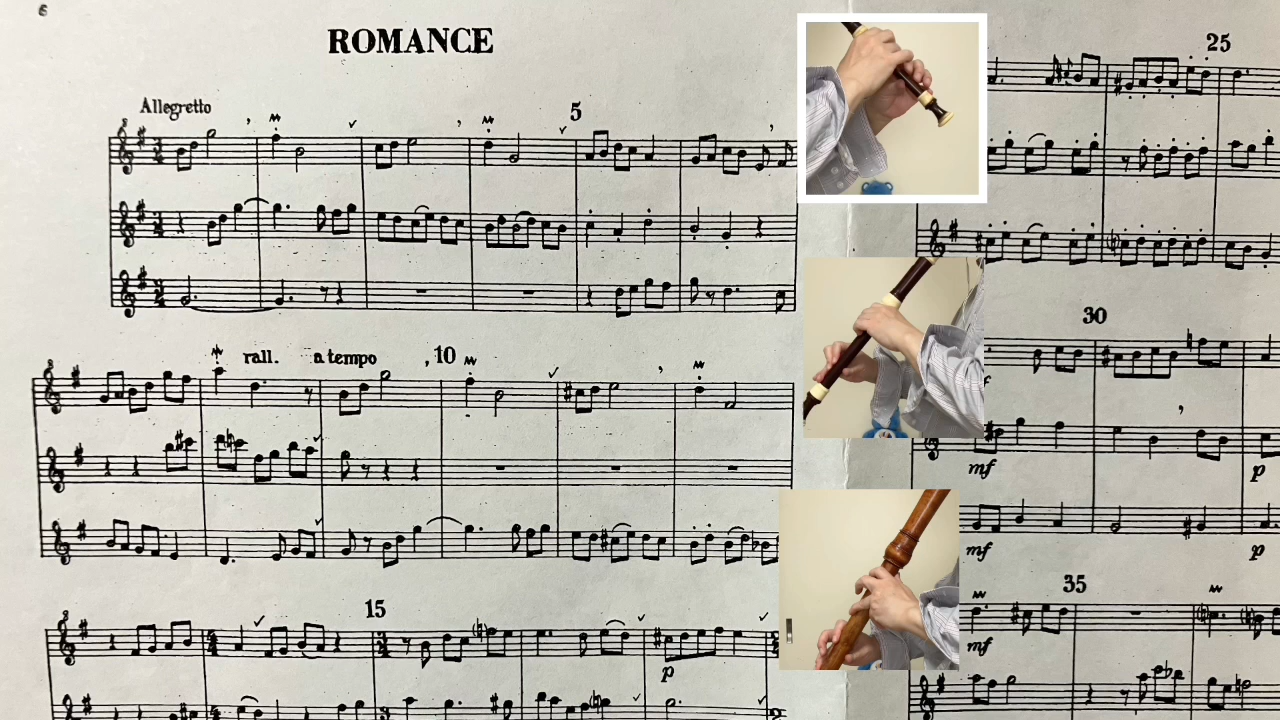 6
ROMANCE
Allegretto
5
rall. a tempo , 10
15
p
25
30
mf
p
mf
p
35
mf